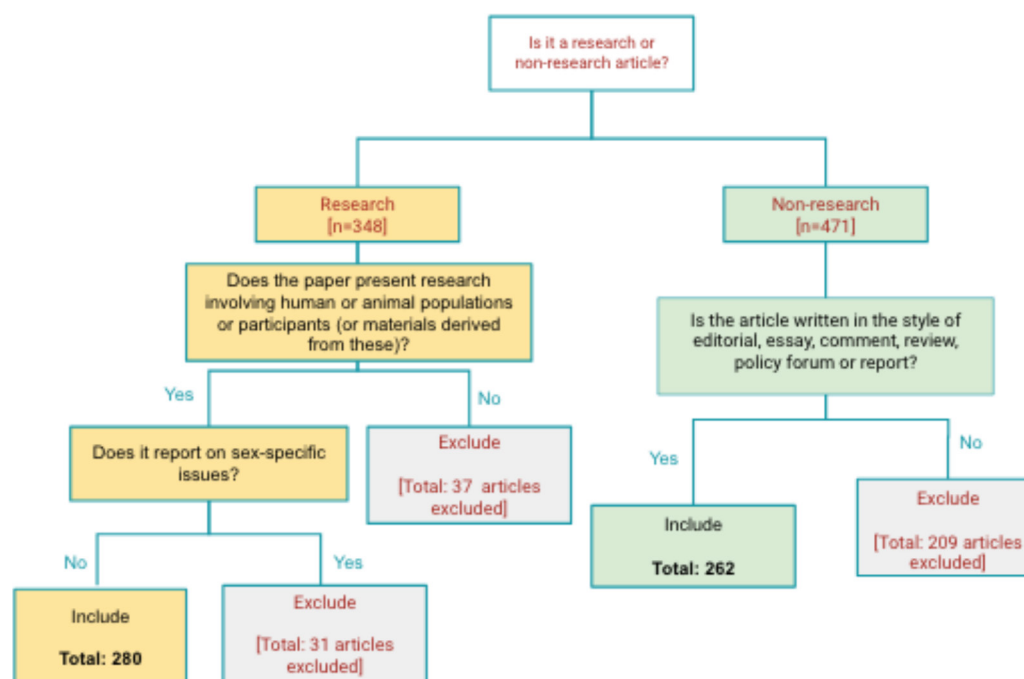 Is it a research or
non-research article?
Research
[n=348]
Non-research
[n=471]
Does the paper present research
involving human or animal populations
or participants (or materials derived
from these)?
Is the article written in the style of
editorial, essay, comment, review,
policy forum or report?
Yes
No
Yes
No
Does it report on sex-specific
issues?
Exclude
[Total: 37 articles
excluded]
Include
Total: 262
Exclude
[Total: 209 articles
excluded]
No
Yes
Include
Total: 280
Exclude
[Total: 31 articles
excluded]